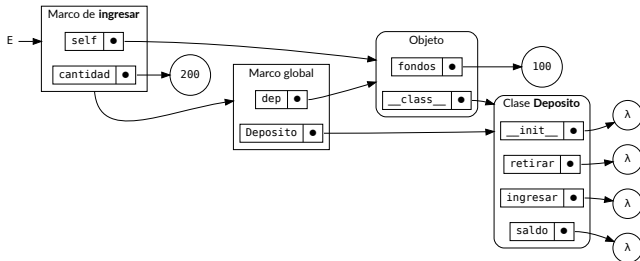 Marco de ingresar
E
self
cantidad
200
Marco global
dep
Deposito
Objeto
fondos
100
__class__
Clase Deposito
__init__
λ
retirar
λ
ingresar
λ
saldo
λ